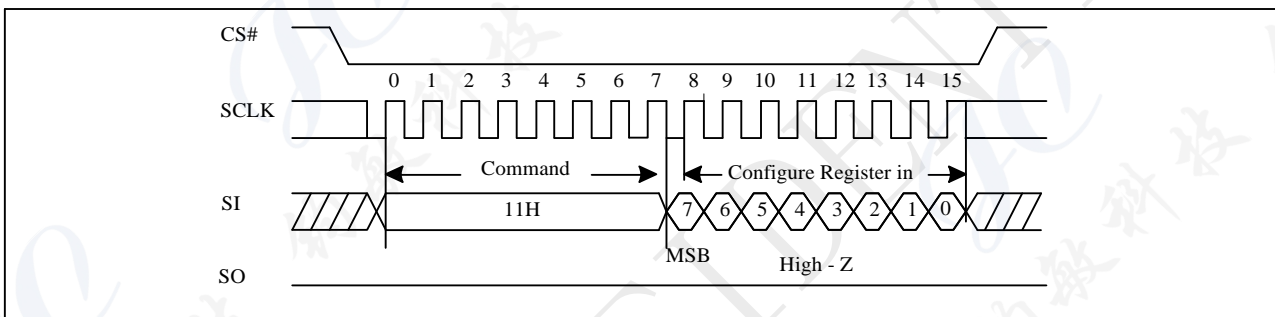 CS#
0 1 2 3 4 5 6 7 8 9 10 11 12 13 14 15
SCLK
Command Configure Register in
SI 11H 7 6 5 4 3 2 1 0
MSB High - Z
SO